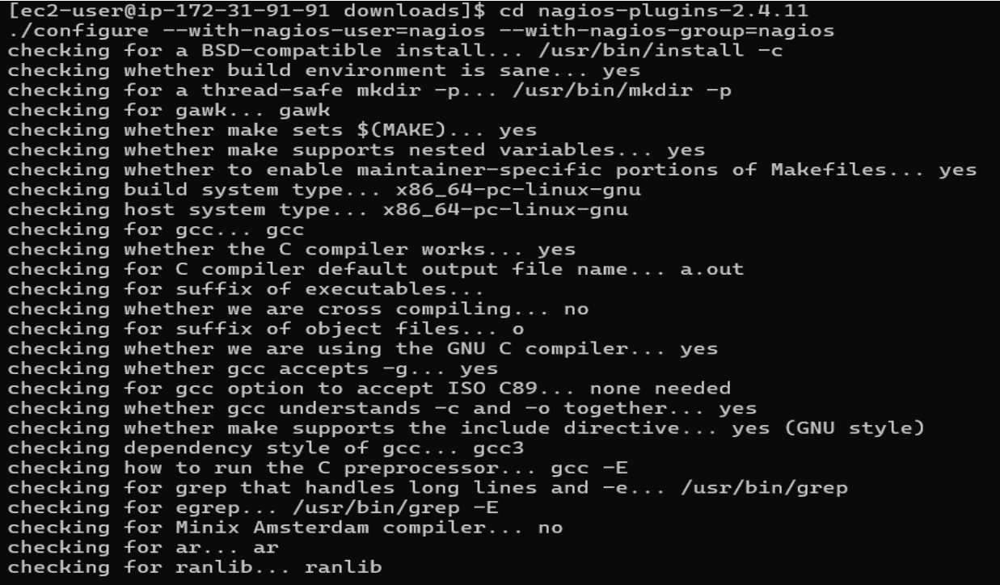 [ec2-user@ip-172-31-91-91 downloads]$ cd nagios-plugins-2.4.11
./configure --with-nagios-user=nagios --with-nagios-group=nagios
checking for a BSD-compatible install... /usr/bin/install -c
checking whether build environment is sane... yes
checking for a thread-safe mkdir -p... /usr/bin/mkdir -p
checking for gawk... gawk
checking whether make sets $(MAKE)... yes
checking whether make supports nested variables... yes
checking whether to enable maintainer-specific portions of Makefiles... yes
checking build system type... x86_64-pc-linux-gnu
checking host system type... x86_64-pc-linux-gnu
checking for gcc... gcc
checking whether the C compiler works... yes
checking for C compiler default output file name... a.out
checking for suffix of executables...
checking whether we are cross compiling... no
checking for suffix of object files... o
checking whether we are using the GNU C compiler... yes
checking whether gcc accepts -g... yes
checking for gcc option to accept ISO C89... none needed
checking whether gcc understands -c and -o together... yes
checking whether make supports the include directive... yes (GNU style)
checking dependency style of gcc... gcc3
checking how to run the C preprocessor... gcc -E
checking for grep that handles long lines and -e... /usr/bin/grep
checking for egrep... /usr/bin/grep -E
checking for Minix Amsterdam compiler... no
checking for ar... ar
checking for ranlib... ranlib